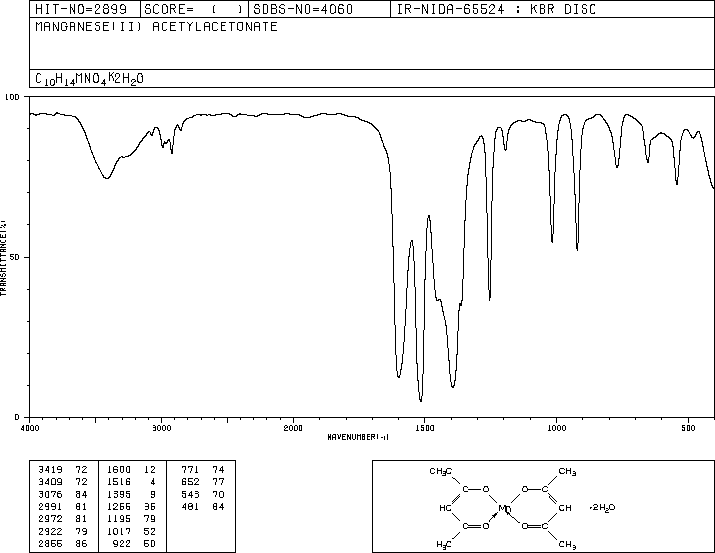 HIT-NO=2899 SCORE= ( ) SDBS-NO=4060 IR-NIDA-65524 : KBR DISC
MANGANESE(II) ACETYLACETONATE
C10H14MNO4K2H2O
100
TRANSMITTANCE(%)
50
0
4000 3000 2000 1500 1000 500
WAVENUMBER(-1)
3419 72 1600 12 771 74
3409 72 1516 4 652 77
3076 84 1395 9 543 70
2991 81 1256 36 481 84
2972 81 1195 79
2922 79 1017 52
2866 86 922 50
CH3 CH3
C O O C
HC Mn CH ·2H2O
C O O C
H3C CH3